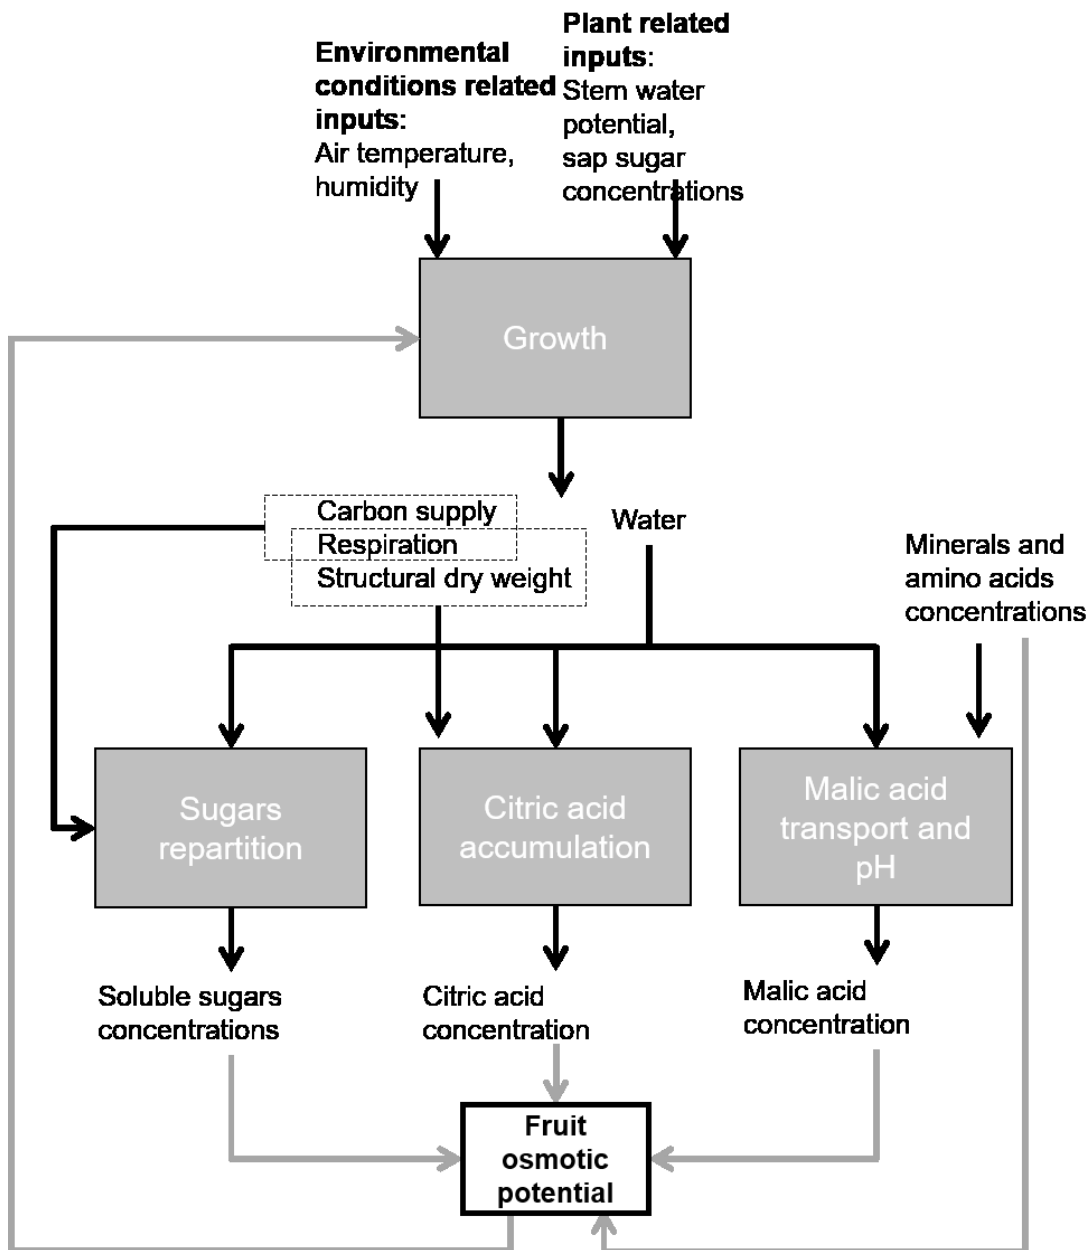 Environmental
conditions related
inputs:
Air temperature,
humidity
Plant related
inputs:
Stem water
potential,
sap sugar
concentrations
Growth
Carbon supply
Respiration
Structural dry weight
Water
Minerals and
amino acids
concentrations
Sugars
repartition
Citric acid
accumulation
Malic acid
transport and
pH
Soluble sugars
concentrations
Citric acid
concentration
Malic acid
concentration
Fruit
osmotic
potential